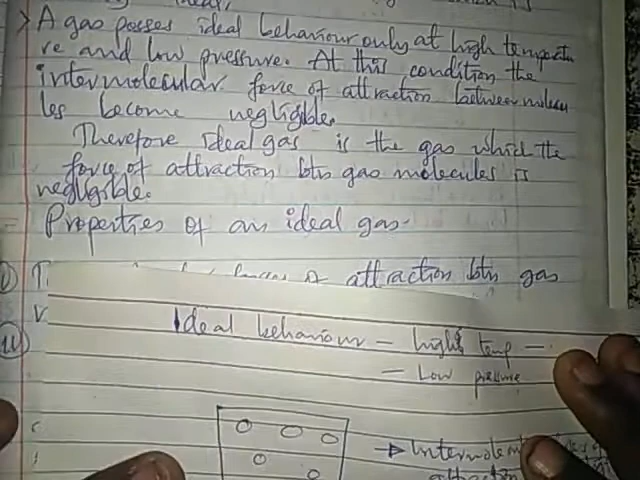 > A gas posses ideal behaviour only at high temperatu
re and low pressure. At this condition the
intermolecular force of attraction between molecu
les become negligible.
Therefore ideal gas is the gas which the
force of attraction btn gas molecules is
negligible.
Properties of an ideal gas.
forces of attraction btn gas
Ideal behaviour – high temp –
– Low pressure